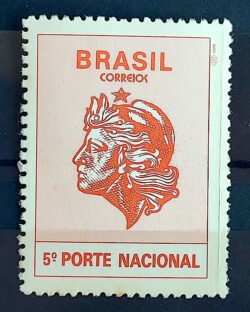 BRASIL
CORREIOS
5º PORTE NACIONAL